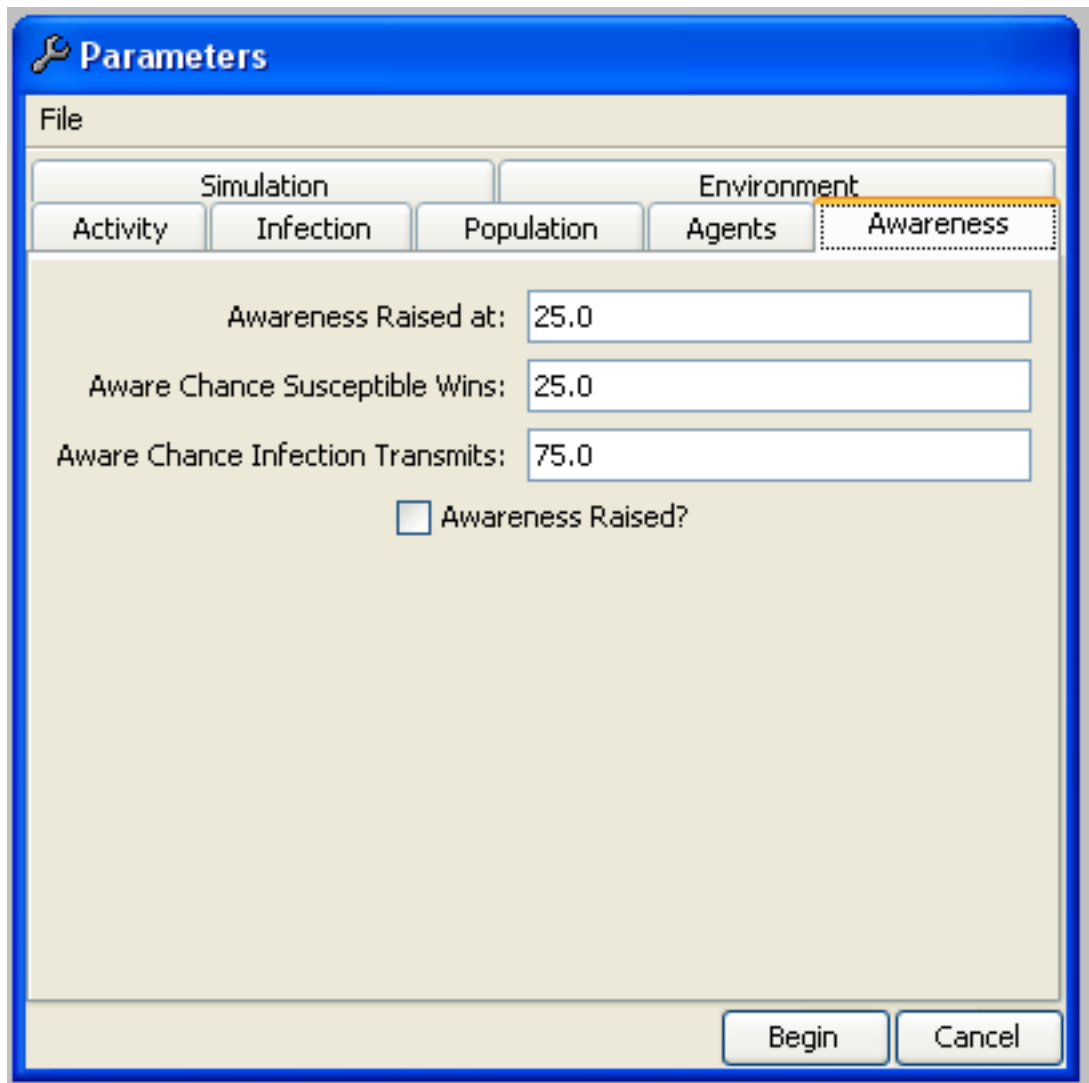 Parameters
File
Simulation Environment
Activity Infection Population Agents Awareness
Awareness Raised at: 25.0
Aware Chance Susceptible Wins: 25.0
Aware Chance Infection Transmits: 75.0
Awareness Raised?
Begin Cancel